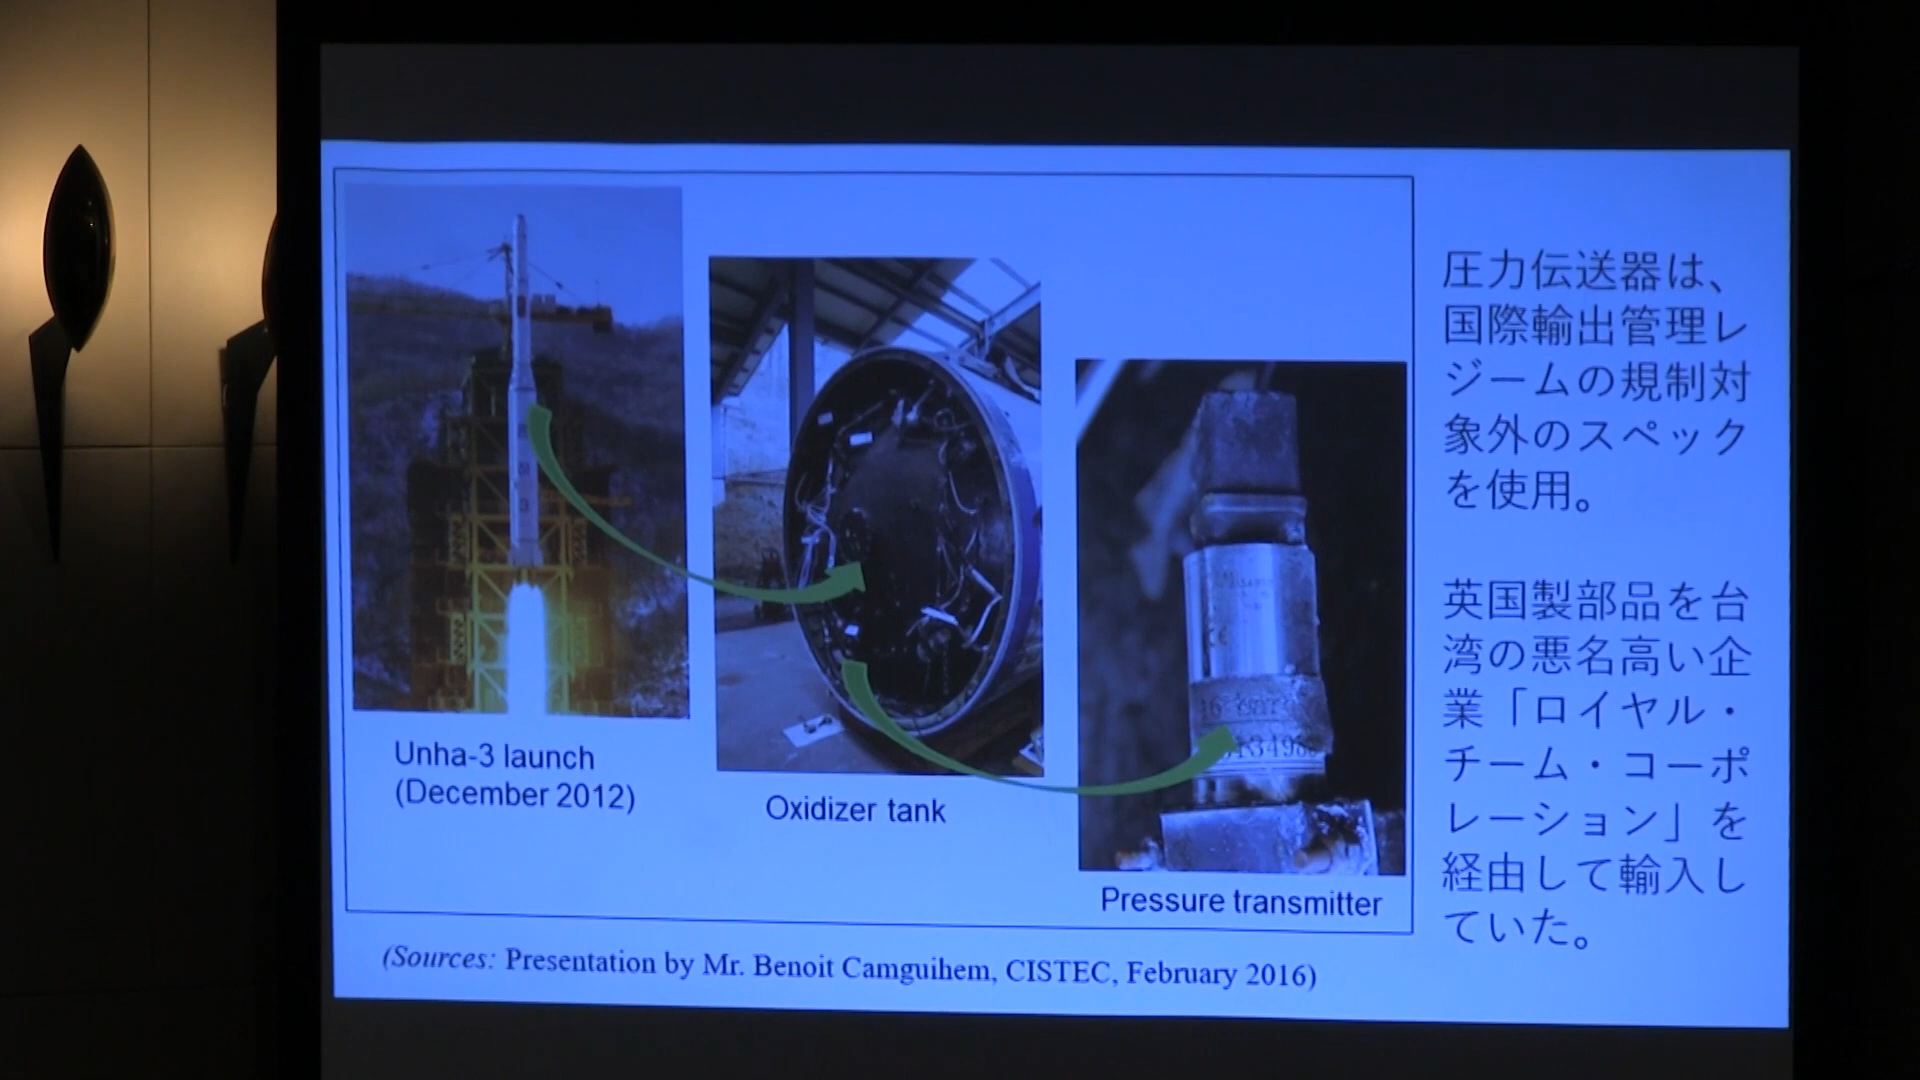 Unha-3 launch
(December 2012)
Oxidizer tank
Pressure transmitter
(Sources: Presentation by Mr. Benoit Camguihem, CISTEC, February 2016)
圧力伝送器は、
国際輸出管理レ
ジームの規制対
象外のスペック
を使用。
英国製部品を台
湾の悪名高い企
業「ロイヤル・
チーム・コーポ
レーション」を
経由して輸入し
ていた。